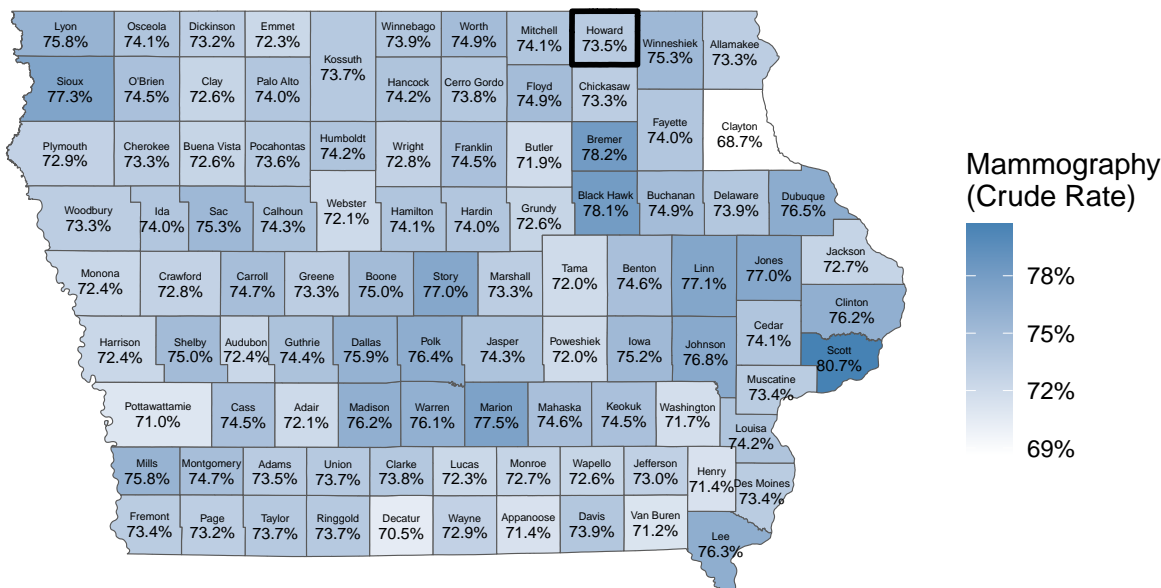 Lyon
75.8%
Osceola
74.1%
Dickinson
73.2%
Emmet
72.3%
Kossuth
73.7%
Winnebago
73.9%
Worth
74.9%
Mitchell
74.1%
Howard
73.5%
Winneshiek
75.3%
Allamakee
73.3%
Sioux
77.3%
O'Brien
74.5%
Clay
72.6%
Palo Alto
74.0%
Hancock
74.2%
Cerro Gordo
73.8%
Floyd
74.9%
Chickasaw
73.3%
Fayette
74.0%
Clayton
68.7%
Plymouth
72.9%
Cherokee
73.3%
Buena Vista
72.6%
Pocahontas
73.6%
Humboldt
74.2%
Wright
72.8%
Franklin
74.5%
Butler
71.9%
Bremer
78.2%
Woodbury
73.3%
Ida
74.0%
Sac
75.3%
Calhoun
74.3%
Webster
72.1%
Hamilton
74.1%
Hardin
74.0%
Grundy
72.6%
Black Hawk
78.1%
Buchanan
74.9%
Delaware
73.9%
Dubuque
76.5%
Monona
72.4%
Crawford
72.8%
Carroll
74.7%
Greene
73.3%
Boone
75.0%
Story
77.0%
Marshall
73.3%
Tama
72.0%
Benton
74.6%
Linn
77.1%
Jones
77.0%
Jackson
72.7%
Clinton
76.2%
Harrison
72.4%
Shelby
75.0%
Audubon
72.4%
Guthrie
74.4%
Dallas
75.9%
Polk
76.4%
Jasper
74.3%
Poweshiek
72.0%
Iowa
75.2%
Johnson
76.8%
Cedar
74.1%
Scott
80.7%
Muscatine
73.4%
Pottawattamie
71.0%
Cass
74.5%
Adair
72.1%
Madison
76.2%
Warren
76.1%
Marion
77.5%
Mahaska
74.6%
Keokuk
74.5%
Washington
71.7%
Louisa
74.2%
Mills
75.8%
Montgomery
74.7%
Adams
73.5%
Union
73.7%
Clarke
73.8%
Lucas
72.3%
Monroe
72.7%
Wapello
72.6%
Jefferson
73.0%
Henry
71.4%
Des Moines
73.4%
Fremont
73.4%
Page
73.2%
Taylor
73.7%
Ringgold
73.7%
Decatur
70.5%
Wayne
72.9%
Appanoose
71.4%
Davis
73.9%
Van Buren
71.2%
Lee
76.3%
Mammography
(Crude Rate)
78%
75%
72%
69%